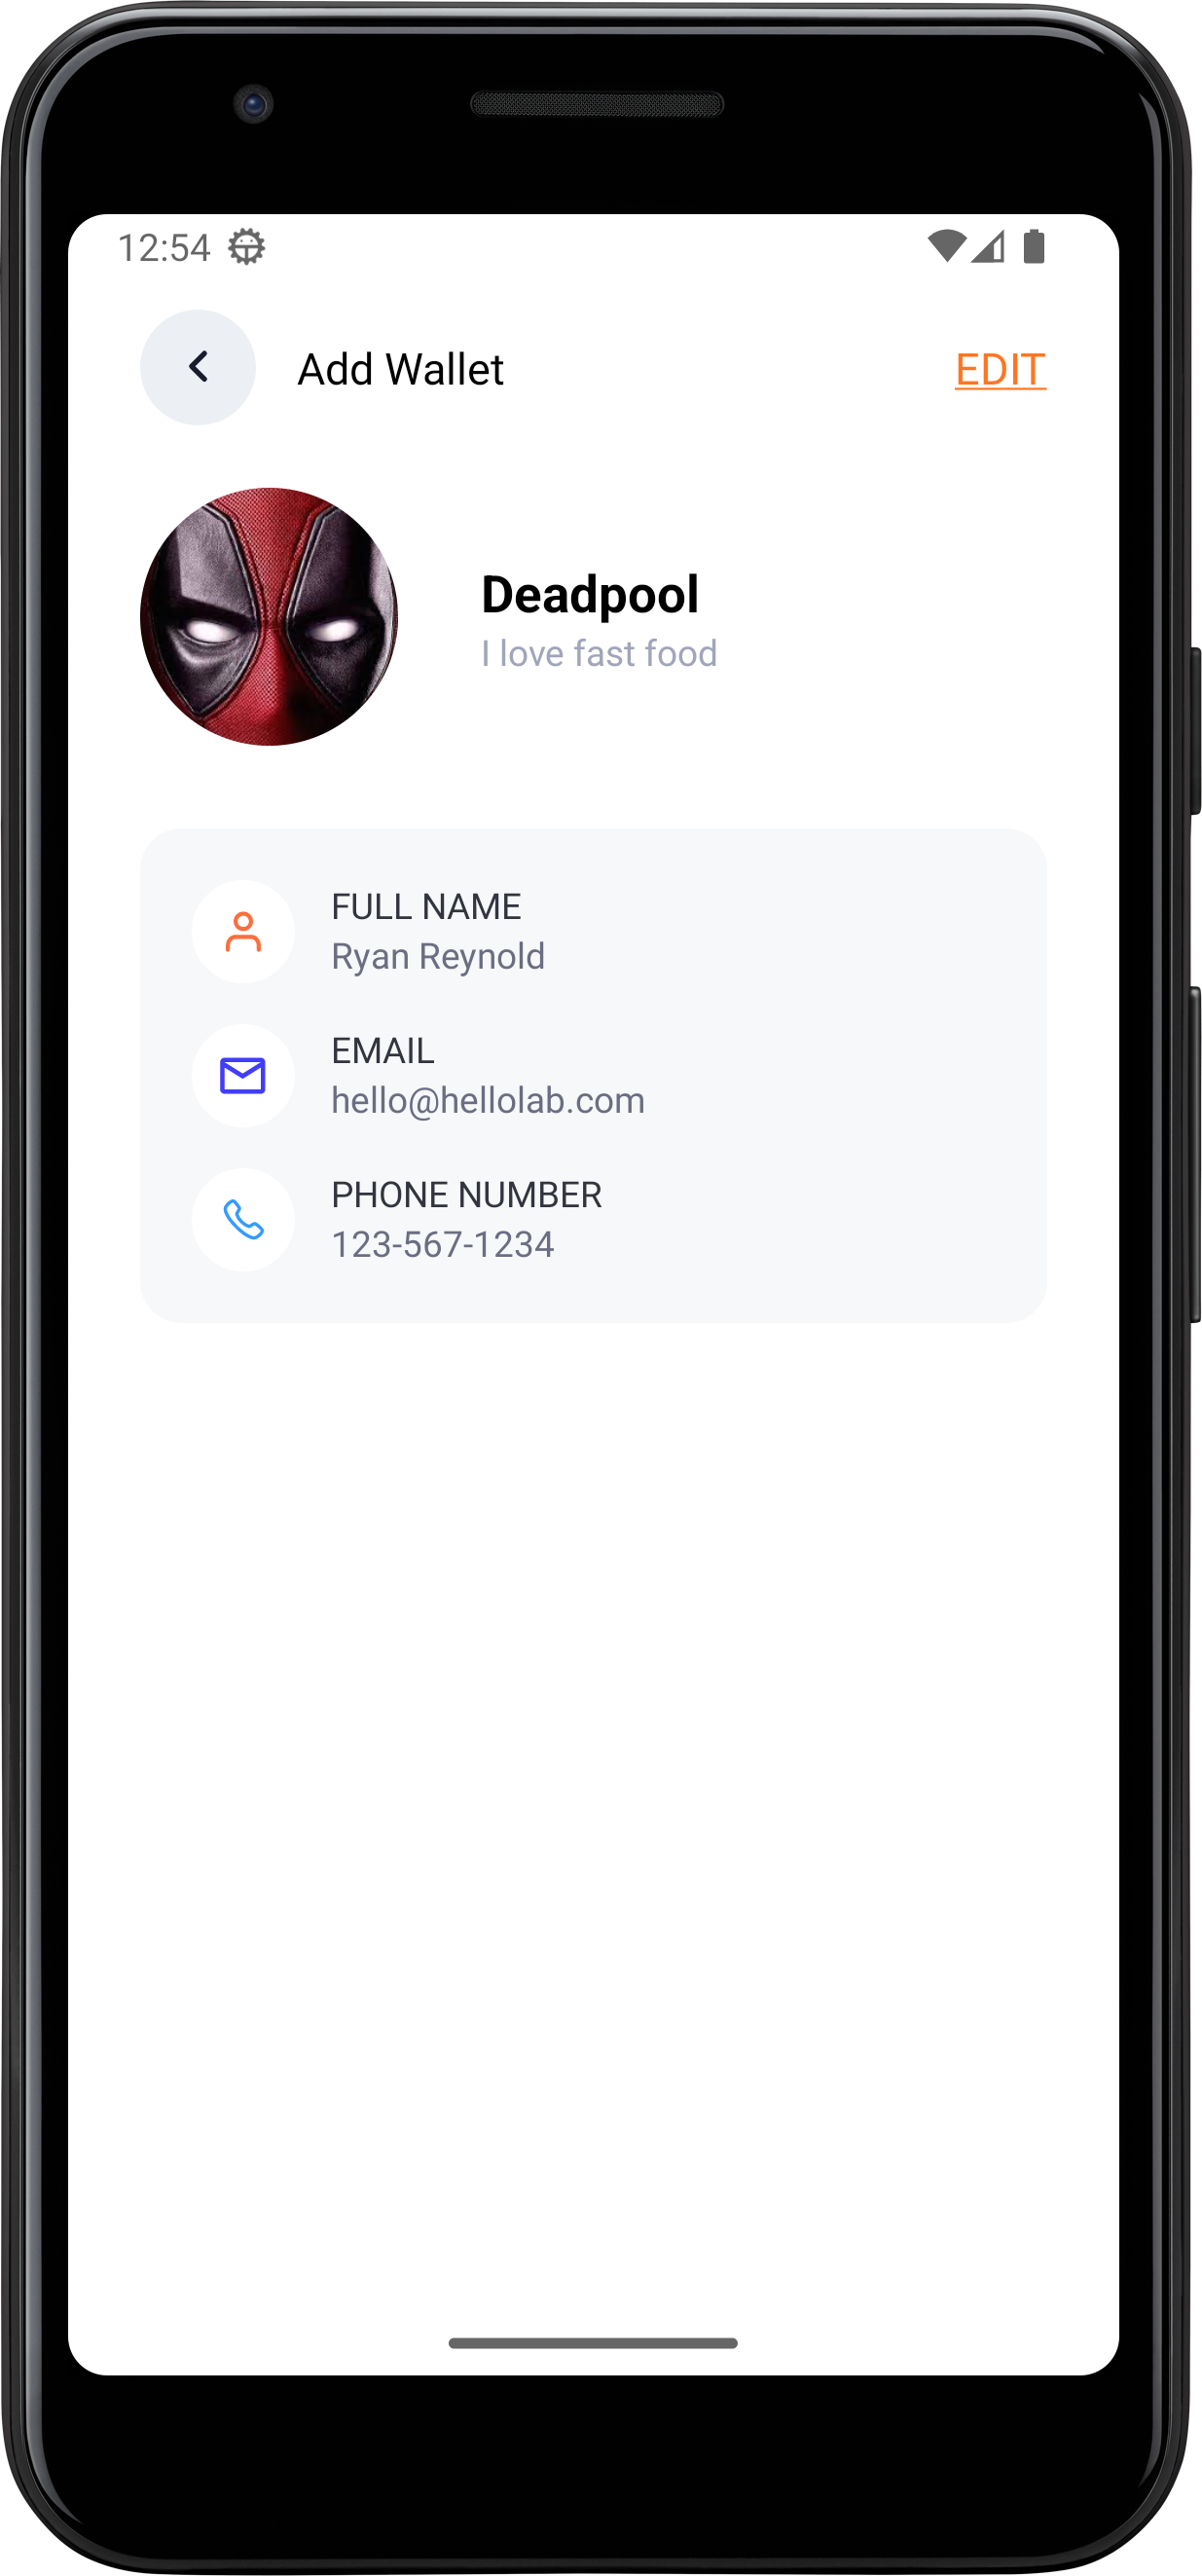 12:54
Add Wallet
EDIT
Deadpool
I love fast food
FULL NAME
Ryan Reynold
EMAIL
hello@hellolab.com
PHONE NUMBER
123-567-1234